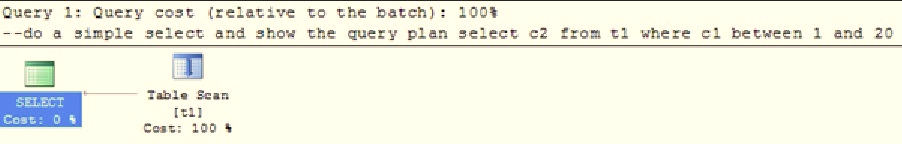 Query 1: Query cost (relative to the batch): 100%
--do a simple select and show the query plan select c2 from t1 where c1 between 1 and 20
SELECT
Cost: 0 %
Table Scan
[t1]
Cost: 100 %